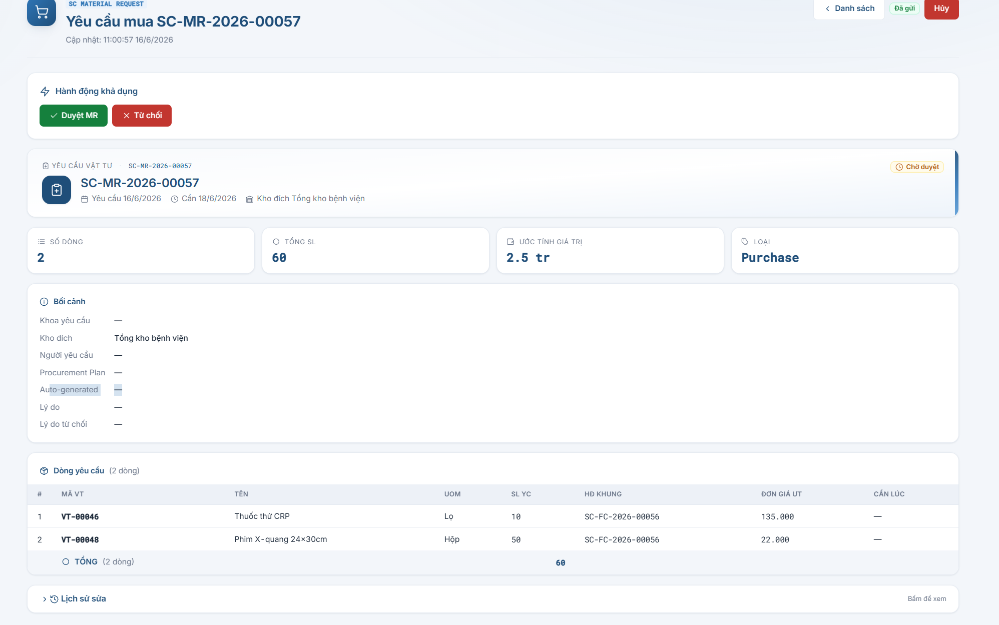 SC MATERIAL REQUEST
Yêu cầu mua SC-MR-2026-00057
Cập nhật: 11:00:57 16/6/2026
Danh sách
Đã gửi
Hủy
Hành động khả dụng
Duyệt MR
Từ chối
YÊU CẦU VẬT TƯ · SC-MR-2026-00057
Chờ duyệt
SC-MR-2026-00057
Yêu cầu 16/6/2026 Cần 18/6/2026 Kho đích Tổng kho bệnh viện
SỐ DÒNG
2
TỔNG SL
60
ƯỚC TÍNH GIÁ TRỊ
2.5 tr
LOẠI
Purchase
Bối cảnh
Khoa yêu cầu —
Kho đích Tổng kho bệnh viện
Người yêu cầu —
Procurement Plan —
Auto-generated —
Lý do —
Lý do từ chối —
Dòng yêu cầu (2 dòng)
# MÃ VT TÊN UOM SL YC HĐ KHUNG ĐƠN GIÁ ƯT CẦN LÚC
1 VT-00046 Thuốc thử CRP Lọ 10 SC-FC-2026-00056 135.000 —
2 VT-00048 Phim X-quang 24×30cm Hộp 50 SC-FC-2026-00056 22.000 —
TỔNG (2 dòng) 60
Lịch sử sửa
Bấm để xem